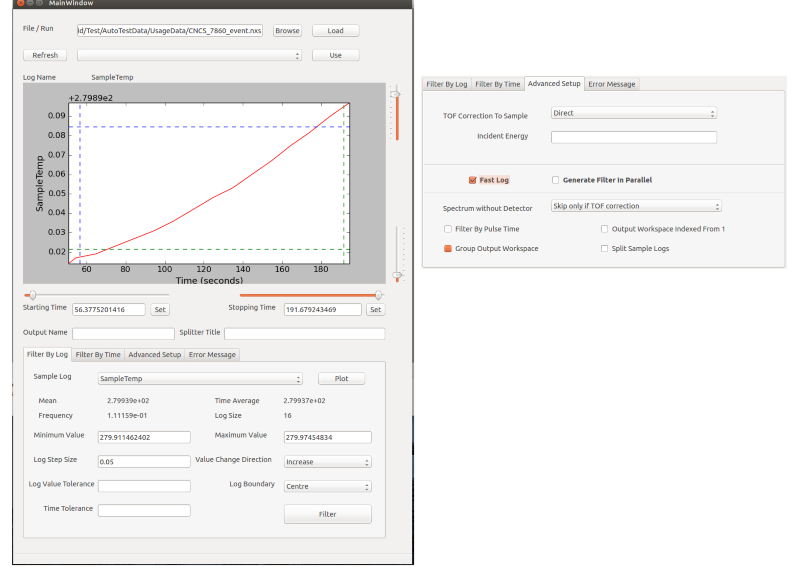 MainWindow
File / Run ld/Test/AutoTestData/UsageData/CNCS_7860_event.nxs Browse Load
Refresh Use
Log Name SampleTemp
+2.7989e2
0.09
0.08
0.07
0.06
0.05
0.04
0.03
0.02
SampleTemp
60 80 100 120 140 160 180
Time (seconds)
Starting Time 56.3775201416 Set Stopping Time 191.679243469 Set
Output Name Splitter Title
Filter By Log Filter By Time Advanced Setup Error Message
Sample Log SampleTemp Plot
Mean 2.79939e+02 Time Average 2.79937e+02
Frequency 1.11159e-01 Log Size 16
Minimum Value 279.911462402 Maximum Value 279.97454834
Log Step Size 0.05 Value Change Direction Increase
Log Value Tolerance Log Boundary Centre
Time Tolerance Filter
Filter By Log Filter By Time Advanced Setup Error Message
TOF Correction To Sample Direct
Incident Energy
Fast Log Generate Filter In Parallel
Spectrum without Detector Skip only if TOF correction
Filter By Pulse Time Output Workspace Indexed From 1
Group Output Workspace Split Sample Logs